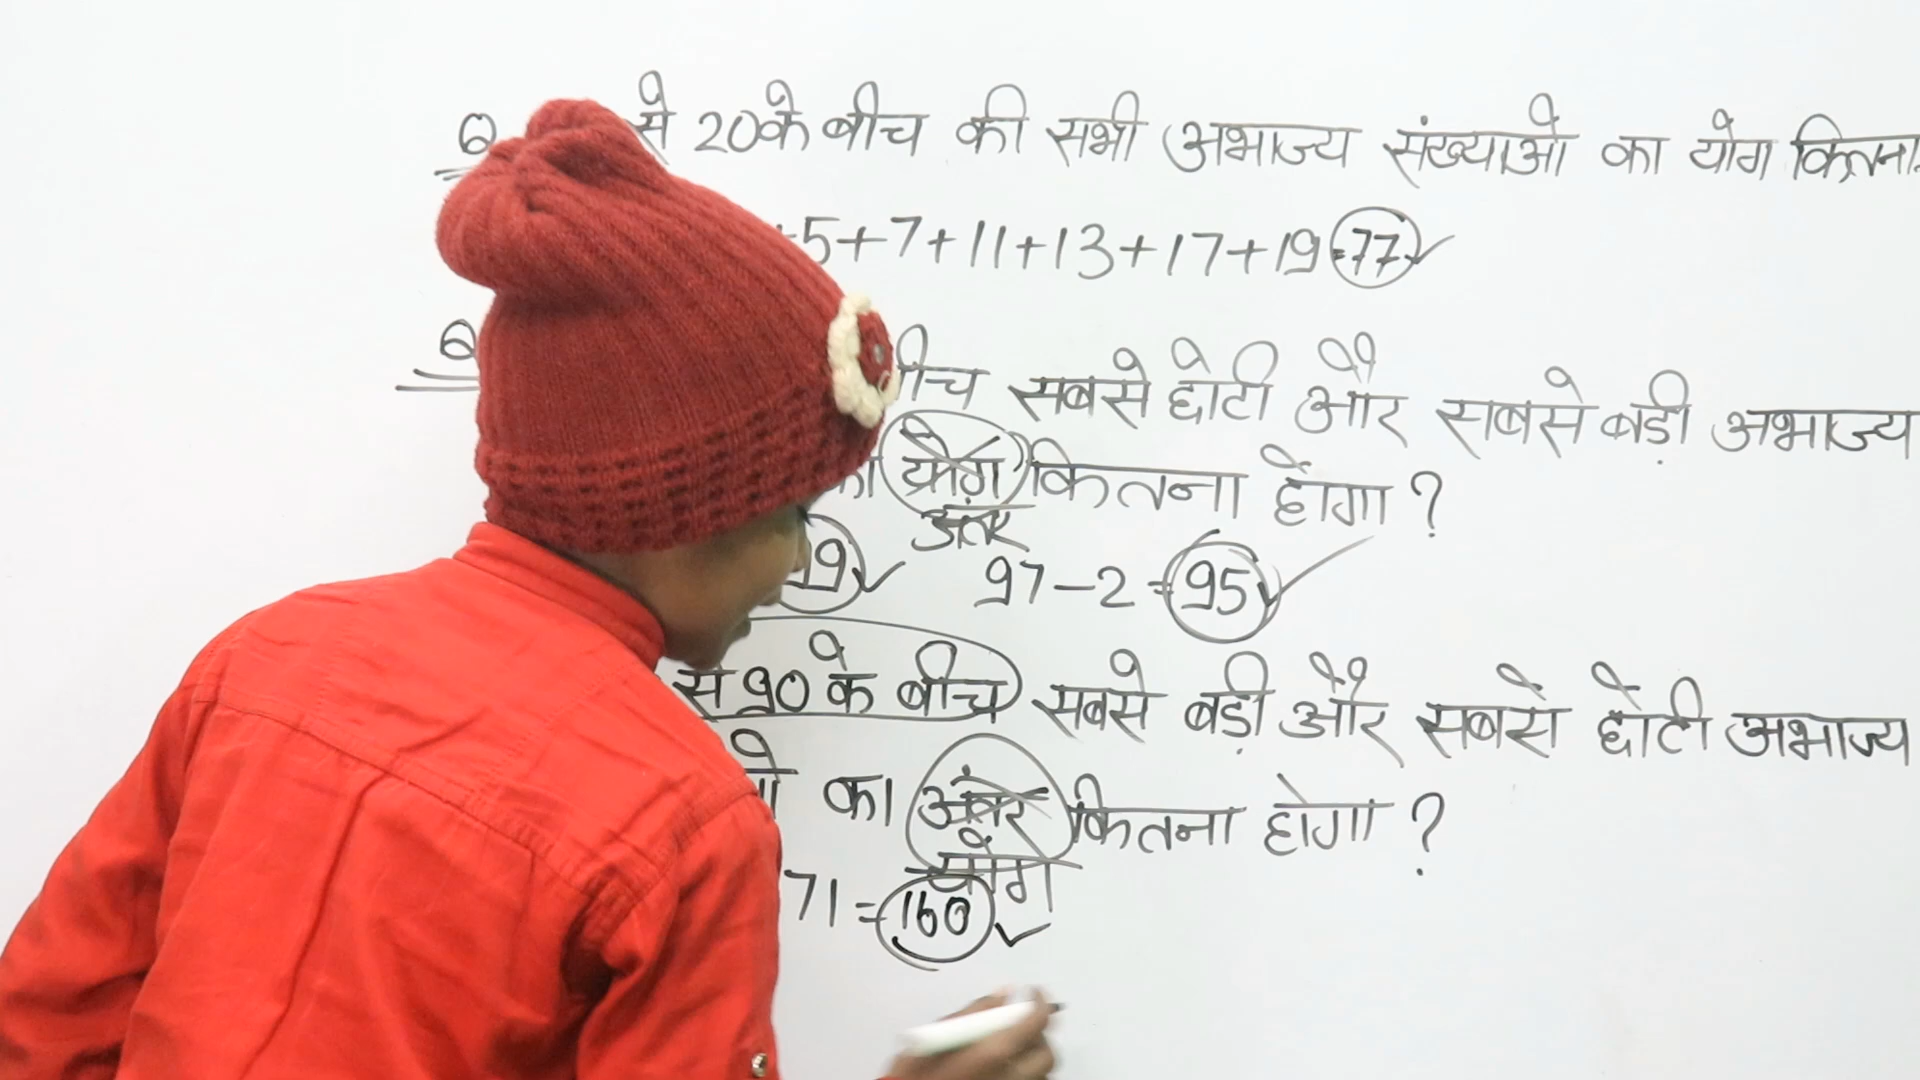 Q से 20 के बीच की सभी अभाज्य संख्याओ का योग कितना
5+7+11+13+17+19=77
Q बीच सबसे छोटी और सबसे बड़ी अभाज्य
का योग कितना होगा ?
अंतर
97-2=95
से 90 के बीच सबसे बड़ी और सबसे छोटी अभाज्य
का अंतर कितना होगा ?
योग
71=160